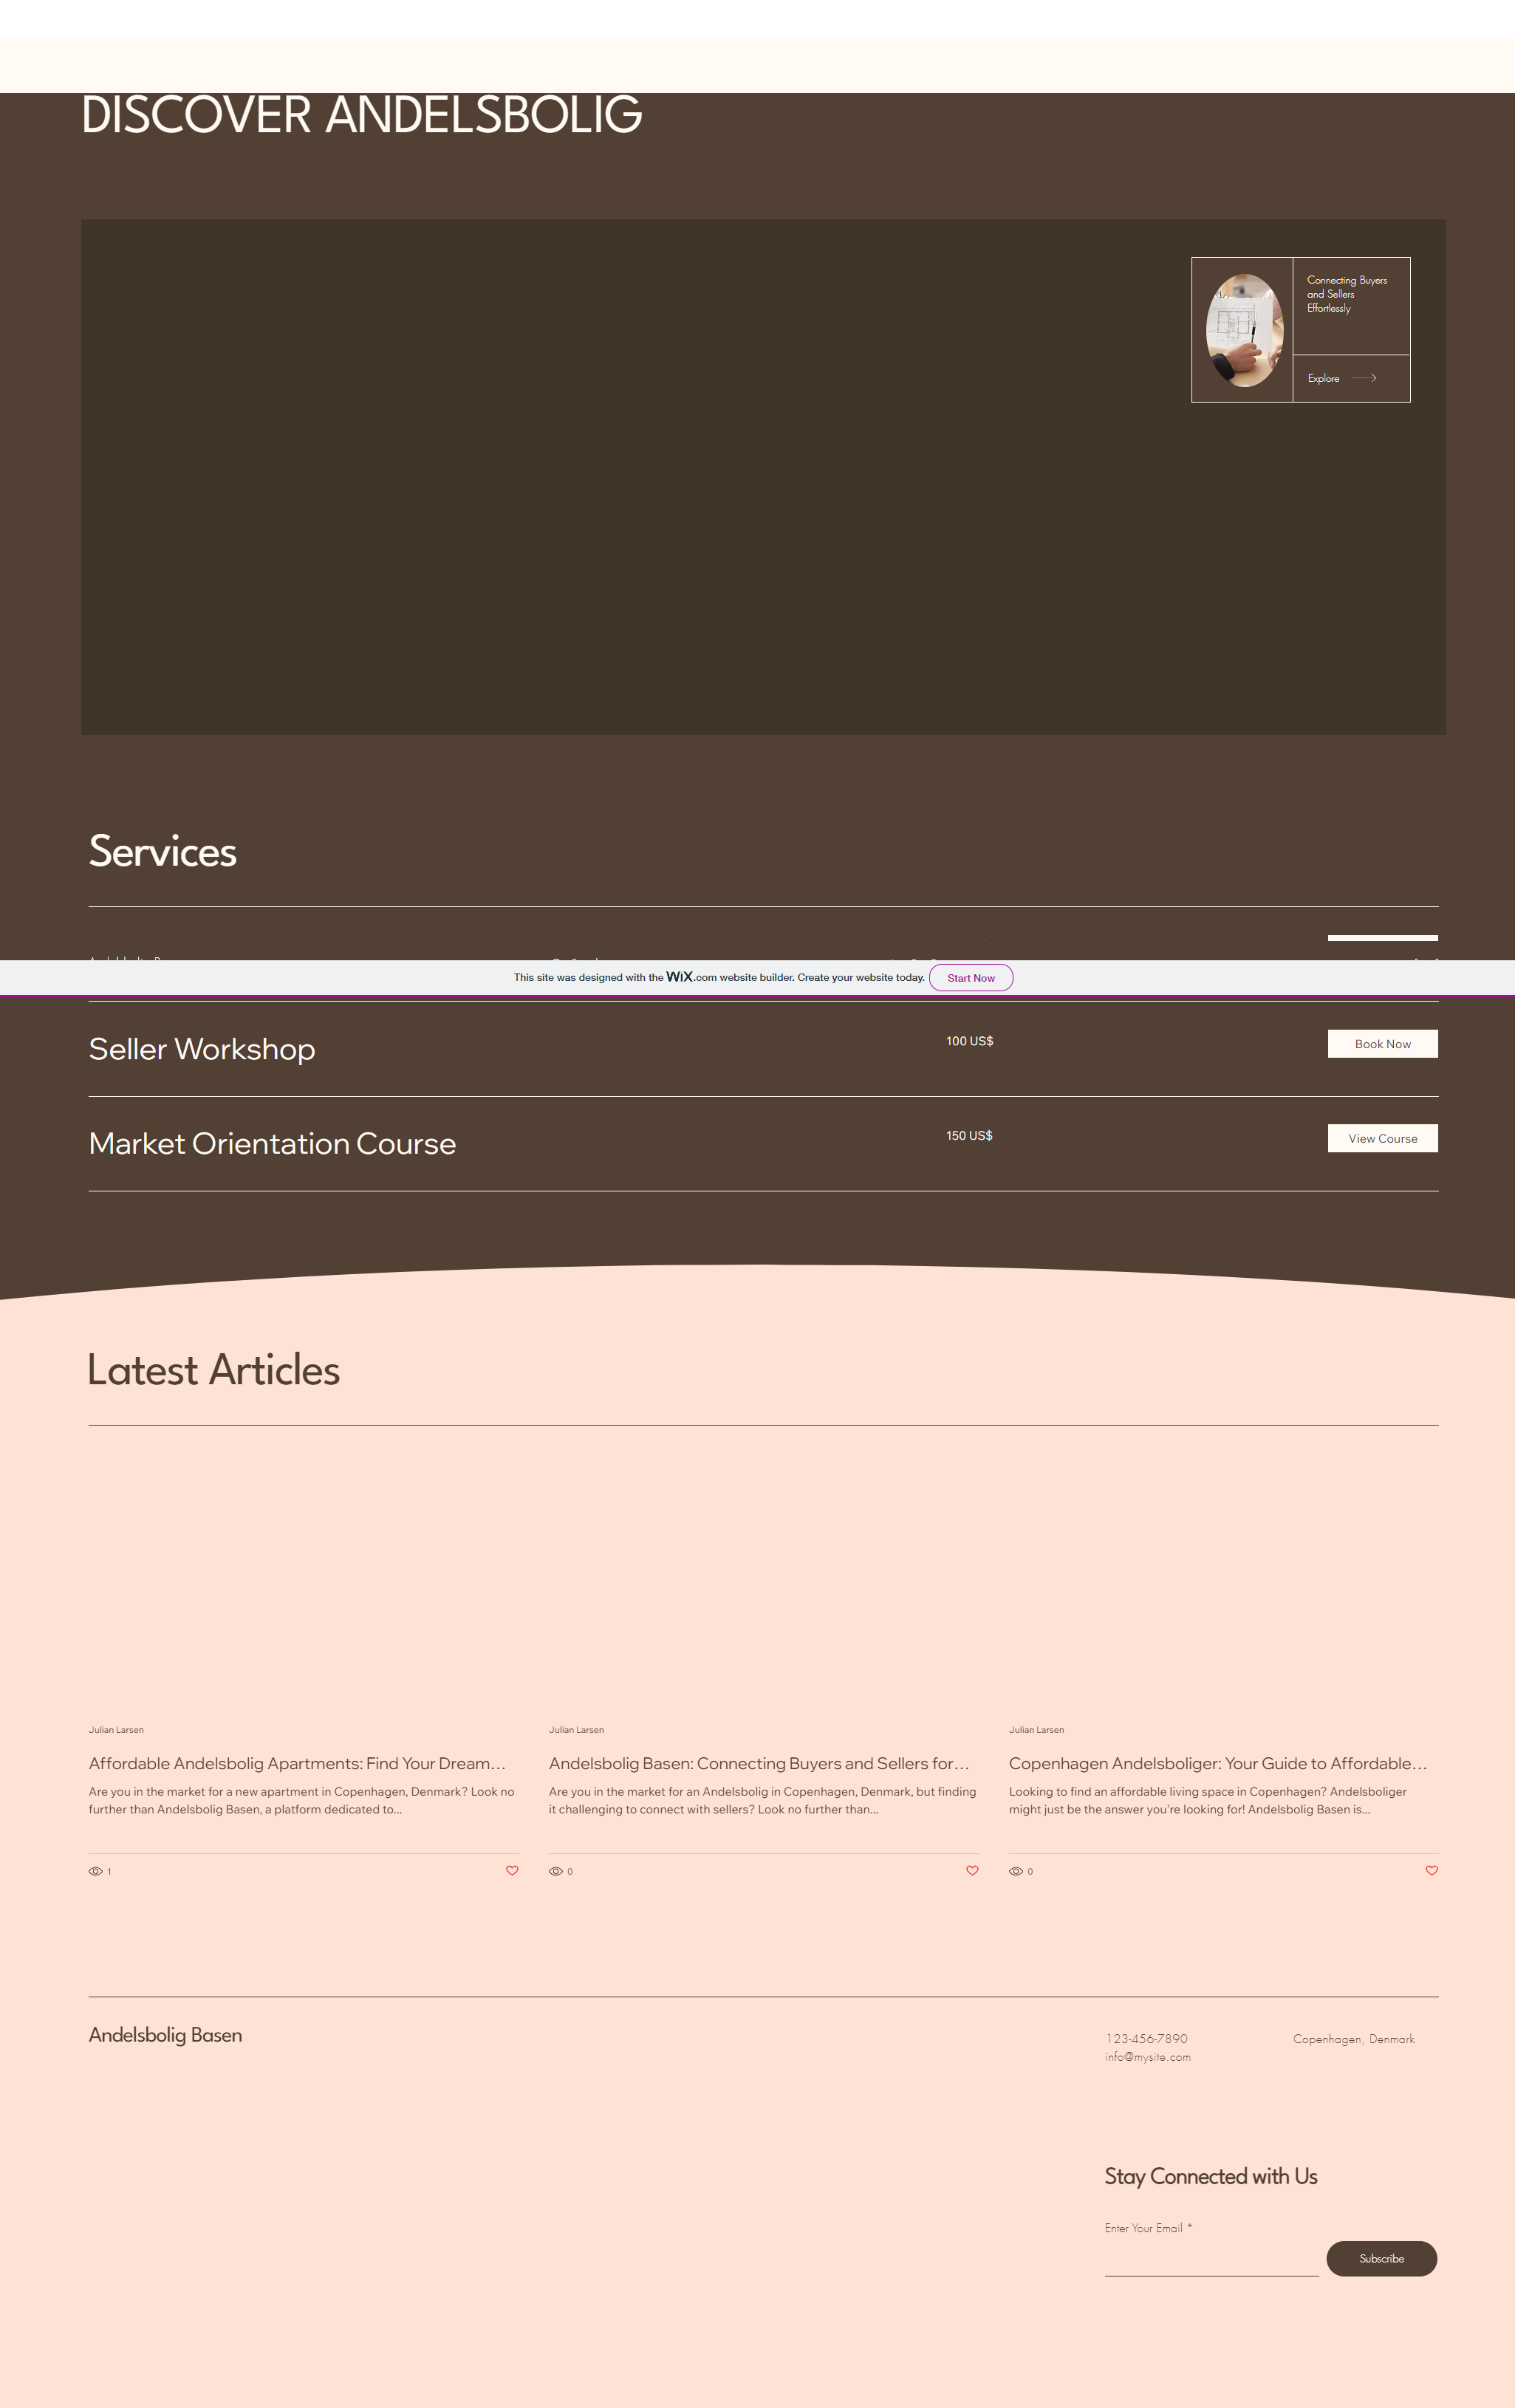 DISCOVER ANDELSBOLIG
Connecting Buyers
and Sellers
Effortlessly
Explore
Services
This site was designed with the WiX.com website builder. Create your website today.
Start Now
Seller Workshop
100 US$
Book Now
Market Orientation Course
150 US$
View Course
Latest Articles
Julian Larsen
Affordable Andelsbolig Apartments: Find Your Dream...
Are you in the market for a new apartment in Copenhagen, Denmark? Look no
further than Andelsbolig Basen, a platform dedicated to...
1
Julian Larsen
Andelsbolig Basen: Connecting Buyers and Sellers for...
Are you in the market for an Andelsbolig in Copenhagen, Denmark, but finding
it challenging to connect with sellers? Look no further than...
0
Julian Larsen
Copenhagen Andelsboliger: Your Guide to Affordable...
Looking to find an affordable living space in Copenhagen? Andelsboliger
might just be the answer you're looking for! Andelsbolig Basen is...
0
Andelsbolig Basen
123-456-7890
info@mysite.com
Copenhagen, Denmark
Stay Connected with Us
Enter Your Email *
Subscribe